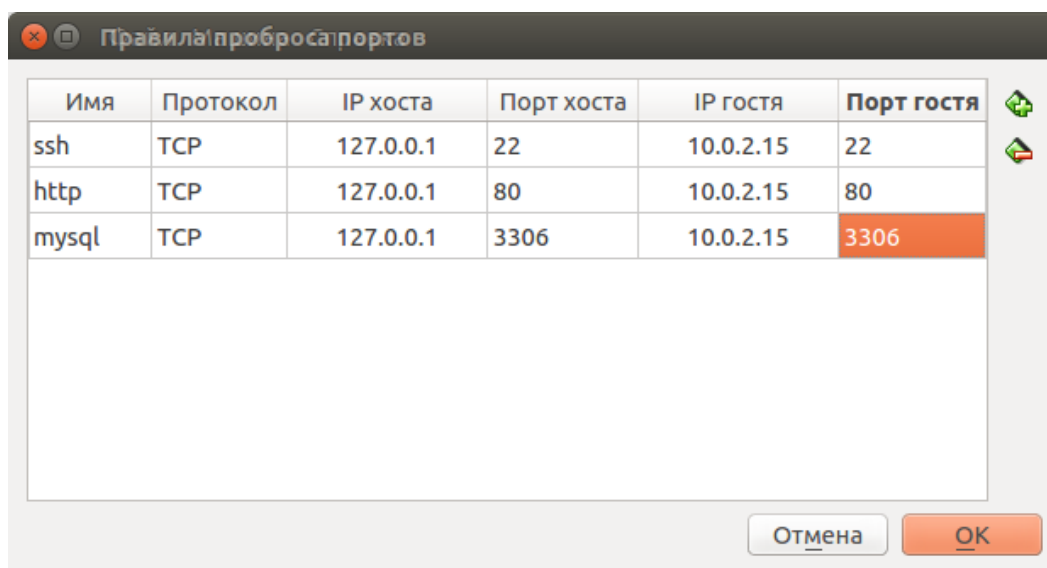 Правила проброса портов
Имя Протокол IP хоста Порт хоста IP гостя Порт гостя
ssh TCP 127.0.0.1 22 10.0.2.15 22
http TCP 127.0.0.1 80 10.0.2.15 80
mysql TCP 127.0.0.1 3306 10.0.2.15 3306
Отмена OK